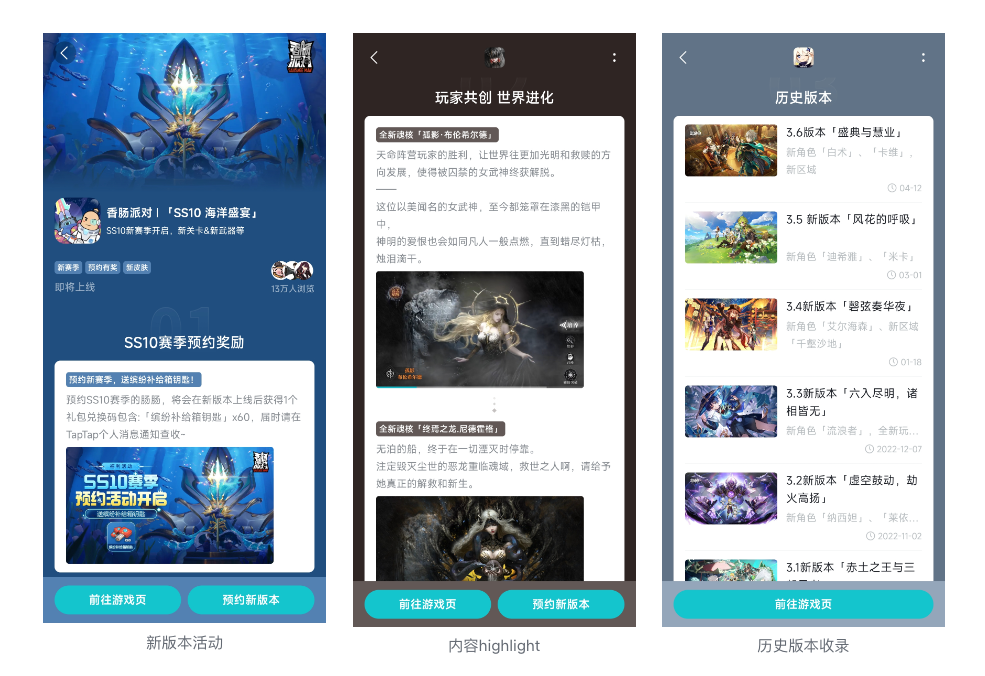 香肠派对
香肠派对 | 「SS10 海洋盛宴」
SS10新赛季开启，新关卡&新武器等
新赛季 预约有奖 新皮肤
即将上线
13万人浏览
01
SS10赛季预约奖励
预约新赛季，送缤纷补给箱钥匙！
预约SS10赛季的肠肠，将会在新版本上线后获得1个
礼包兑换码包含:「缤纷补给箱钥匙」x60，届时请在
TapTap个人消息通知查收~
SS10赛季
预约活动开启
送缤纷补给箱钥匙
前往游戏页
预约新版本
新版本活动
玩家共创 世界进化
全新魂核「孤影·布伦希尔德」
天命阵营玩家的胜利，让世界往更加光明和救赎的方
向发展，使得被囚禁的女武神终获解脱。
——
这位以美闻名的女武神，至今都笼罩在漆黑的铠甲
中，
神明的爱恨也会如同凡人一般点燃，直到蜡尽灯枯，
烛泪滴干。
全新魂核「终焉之龙.尼德霍格」
无泊的船，终于在一切湮灭时停靠。
注定毁灭尘世的恶龙重临魂域，救世之人啊，请给予
她真正的解救和新生。
前往游戏页
预约新版本
内容highlight
历史版本
3.6版本「盛典与慧业」
新角色「白术」、「卡维」，
新区域
04-12
3.5 新版本「风花的呼吸」
新角色「迪希雅」、「米卡」
03-01
3.4新版本「磬弦奏华夜」
新角色「艾尔海森」、新区域
「千壑沙地」
01-18
3.3新版本「六入尽明，诸
相皆无」
新角色「流浪者」，全新玩...
2022-12-07
3.2新版本「虚空鼓动，劫
火高扬」
新角色「纳西妲」、「莱依...
2022-11-02
3.1新版本「赤土之王与三
前往游戏页
历史版本收录